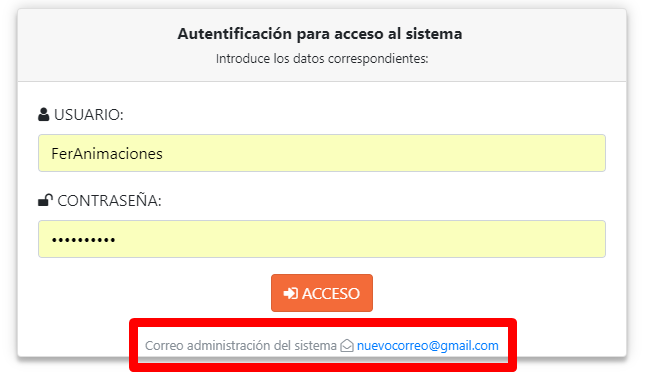 Autentificación para acceso al sistema
Introduce los datos correspondientes:
USUARIO:
FerAnimaciones
CONTRASEÑA:
••••••••••
ACCESO
Correo administración del sistema nuevocorreo@gmail.com